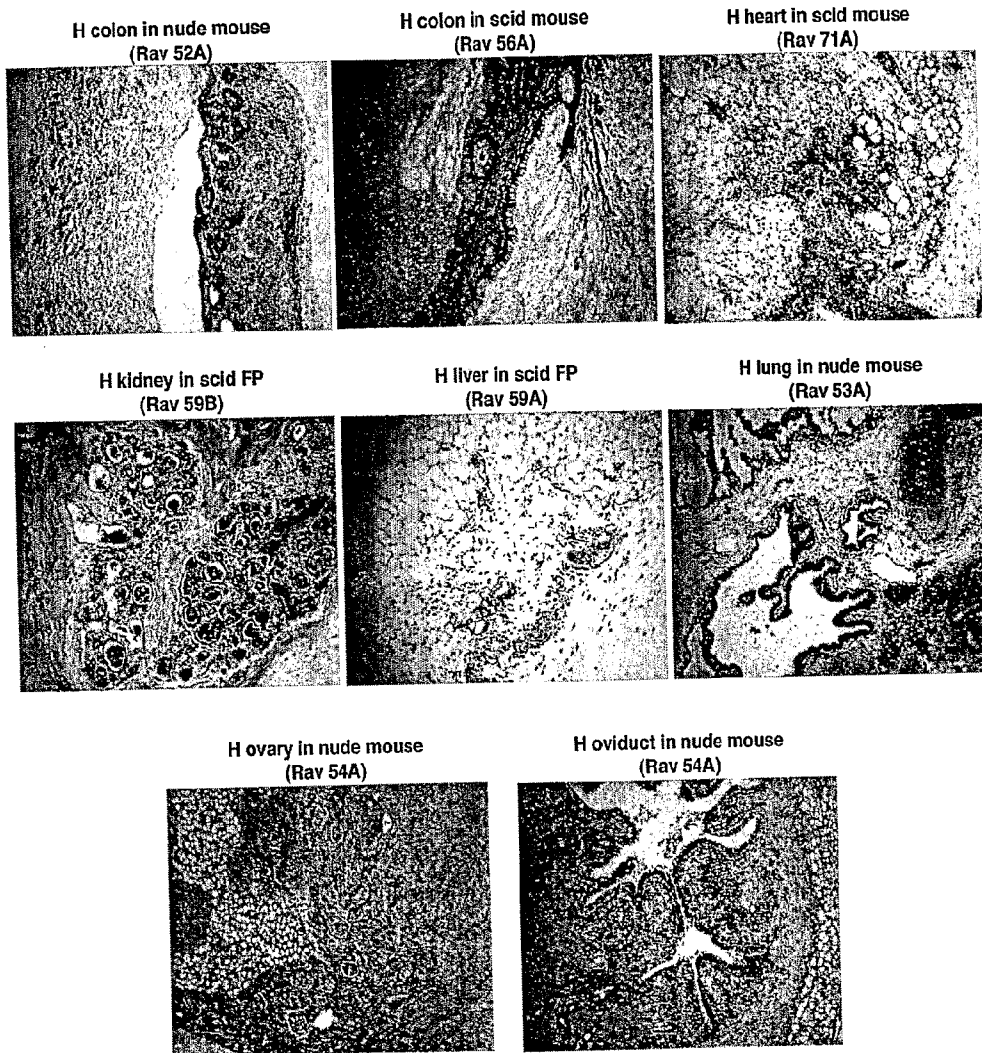 H colon in nude mouse
(Rav 52A)
H colon in scid mouse
(Rav 56A)
H heart in scid mouse
(Rav 71A)
H kidney in scid FP
(Rav 59B)
H liver in scid FP
(Rav 59A)
H lung in nude mouse
(Rav 53A)
H ovary in nude mouse
(Rav 54A)
H oviduct in nude mouse
(Rav 54A)